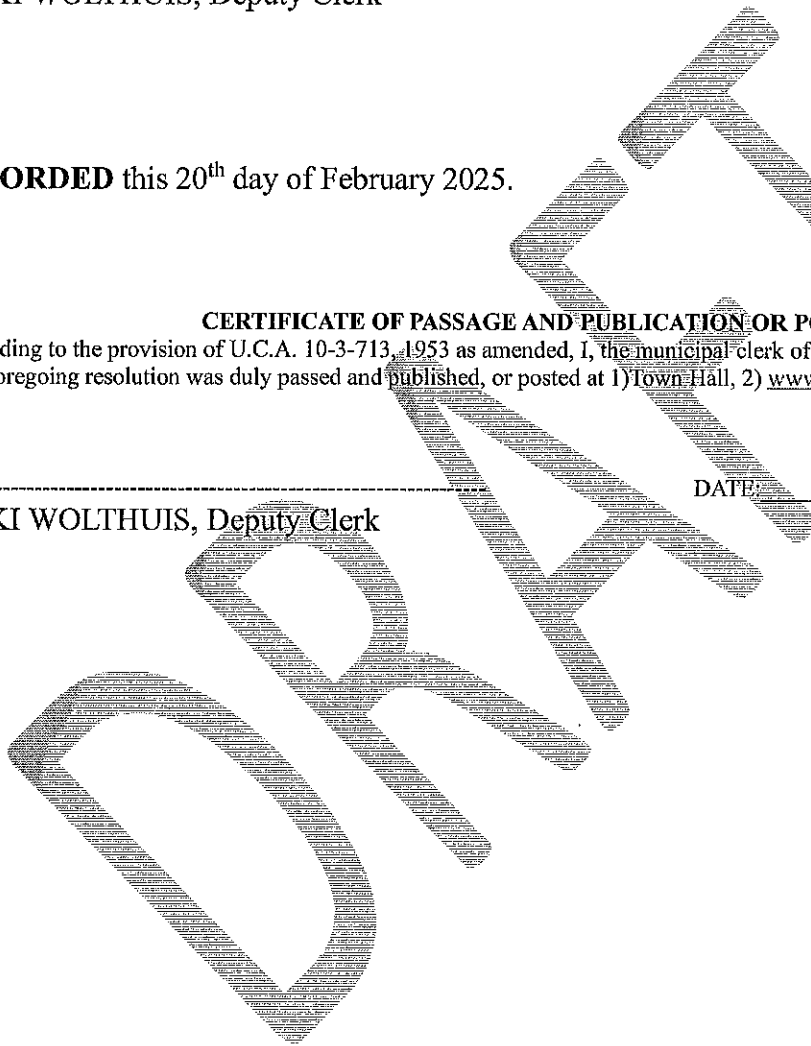 KI WOLTHUIS, Deputy Clerk
ORDED this 20th day of February 2025.
CERTIFICATE OF PASSAGE AND PUBLICATION OR PO
ding to the provision of U.C.A. 10-3-713, 1953 as amended, I, the municipal clerk of
oregoing resolution was duly passed and published, or posted at 1)Town Hall, 2) www
DATE:
KI WOLTHUIS, Deputy Clerk
DRAFT